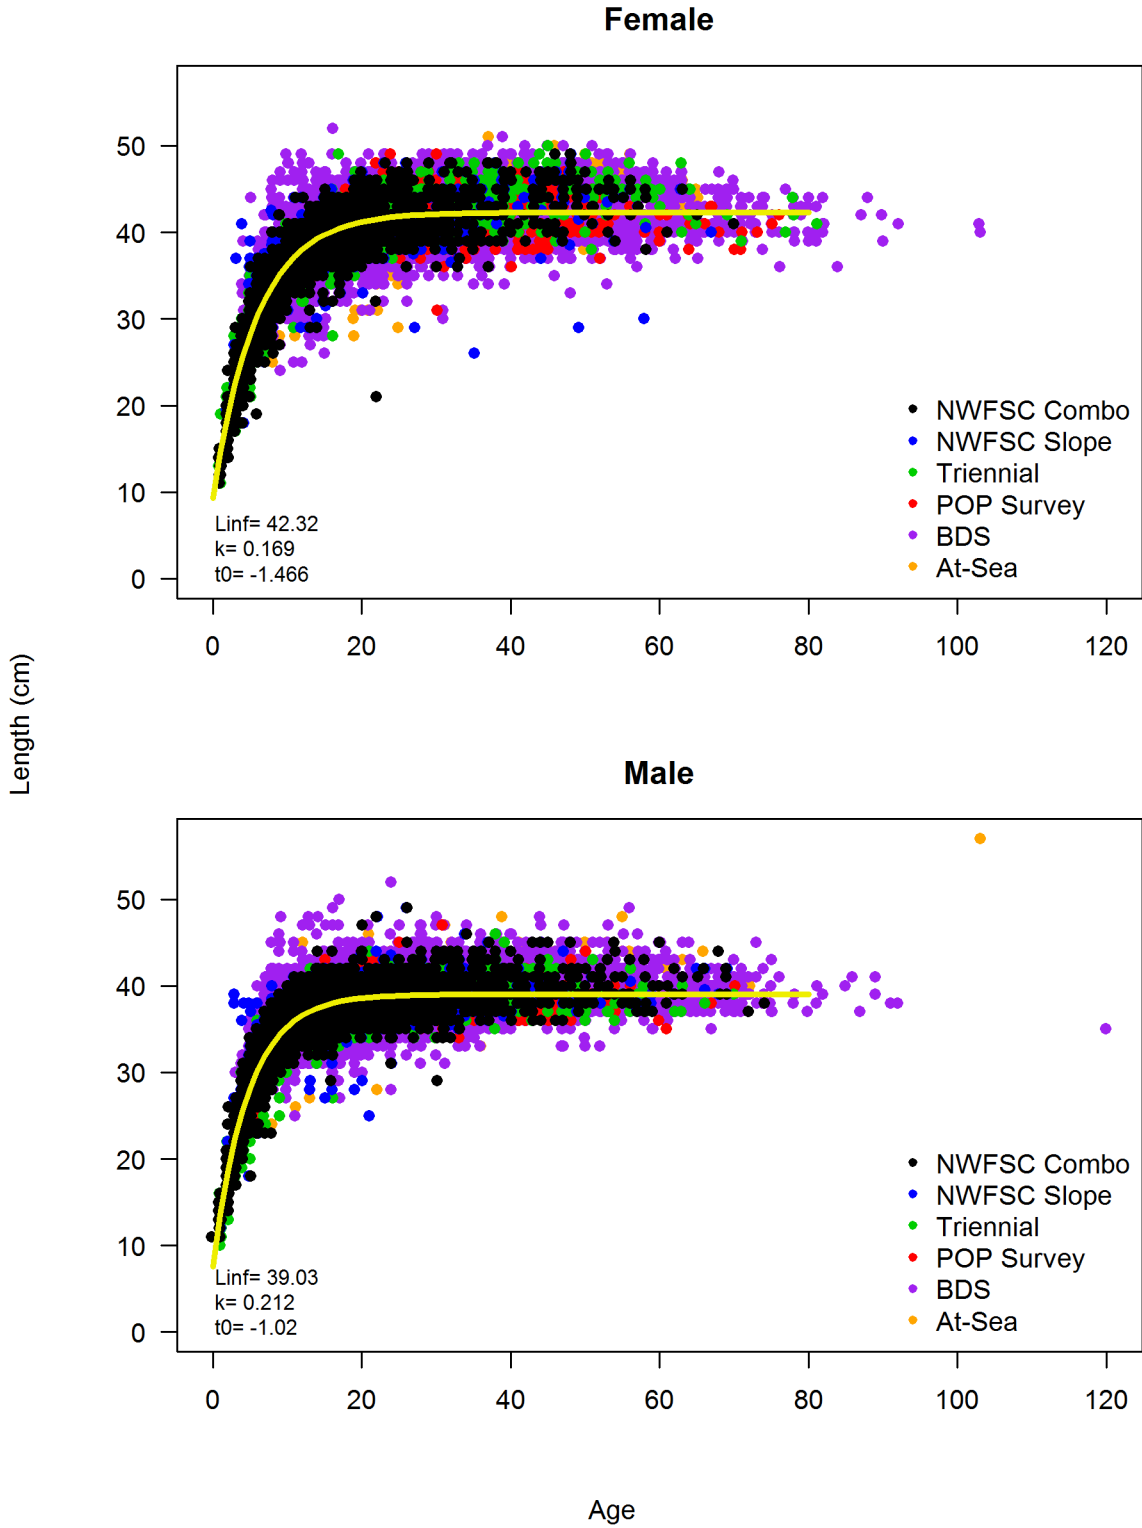 Female
50
40
30
20
10
0
Linf= 42.32
k= 0.169
t0= -1.466
NWFSC Combo
NWFSC Slope
Triennial
POP Survey
BDS
At-Sea
0 20 40 60 80 100 120
Length (cm)
Male
50
40
30
20
10
0
Linf= 39.03
k= 0.212
t0= -1.02
NWFSC Combo
NWFSC Slope
Triennial
POP Survey
BDS
At-Sea
0 20 40 60 80 100 120
Age